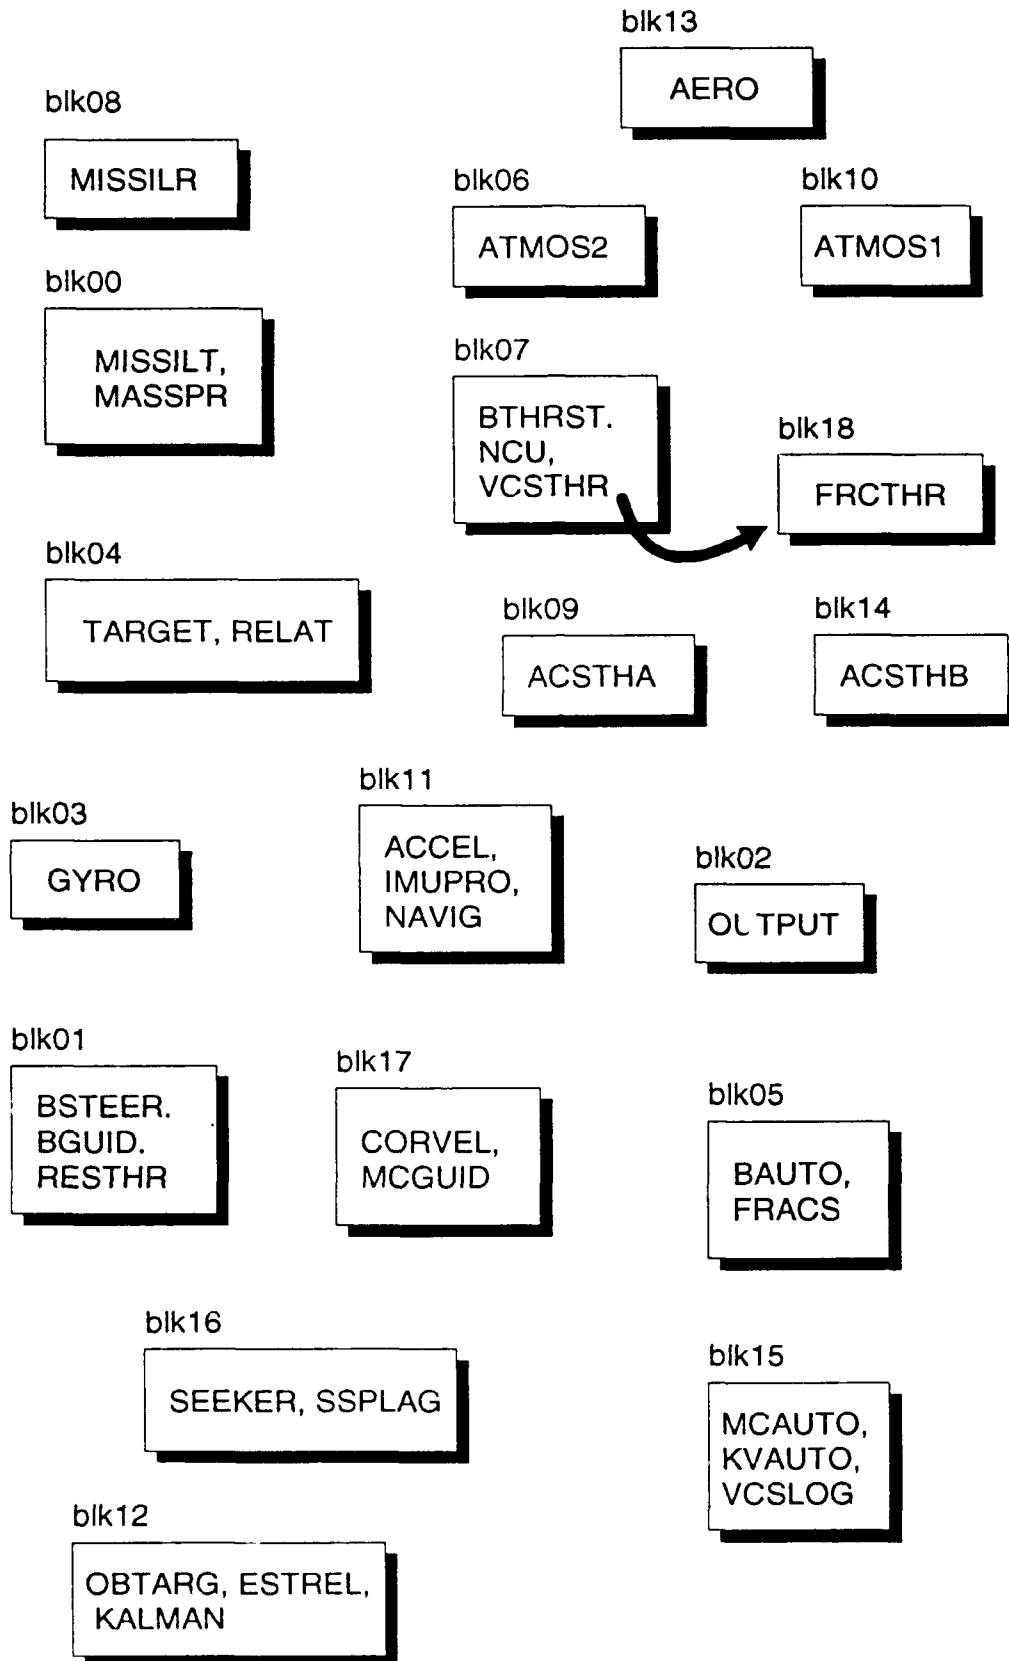 blk13
AERO
blk08
MISSILR
blk06
ATMOS2
blk10
ATMOS1
blk00
MISSILT,
MASSPR
blk07
BTHRST.
NCU,
VCSTHR
blk18
FRCTHR
blk04
TARGET, RELAT
blk09
ACSTHA
blk14
ACSTHB
blk03
GYRO
blk11
ACCEL,
IMUPRO,
NAVIG
blk02
OUTPUT
blk01
BSTEER.
BGUID.
RESTHR
blk17
CORVEL,
MCGUID
blk05
BAUTO,
FRACS
blk16
SEEKER, SSPLAG
blk15
MCAUTO,
KVAUTO,
VCSLOG
blk12
OBTARG, ESTREL,
KALMAN